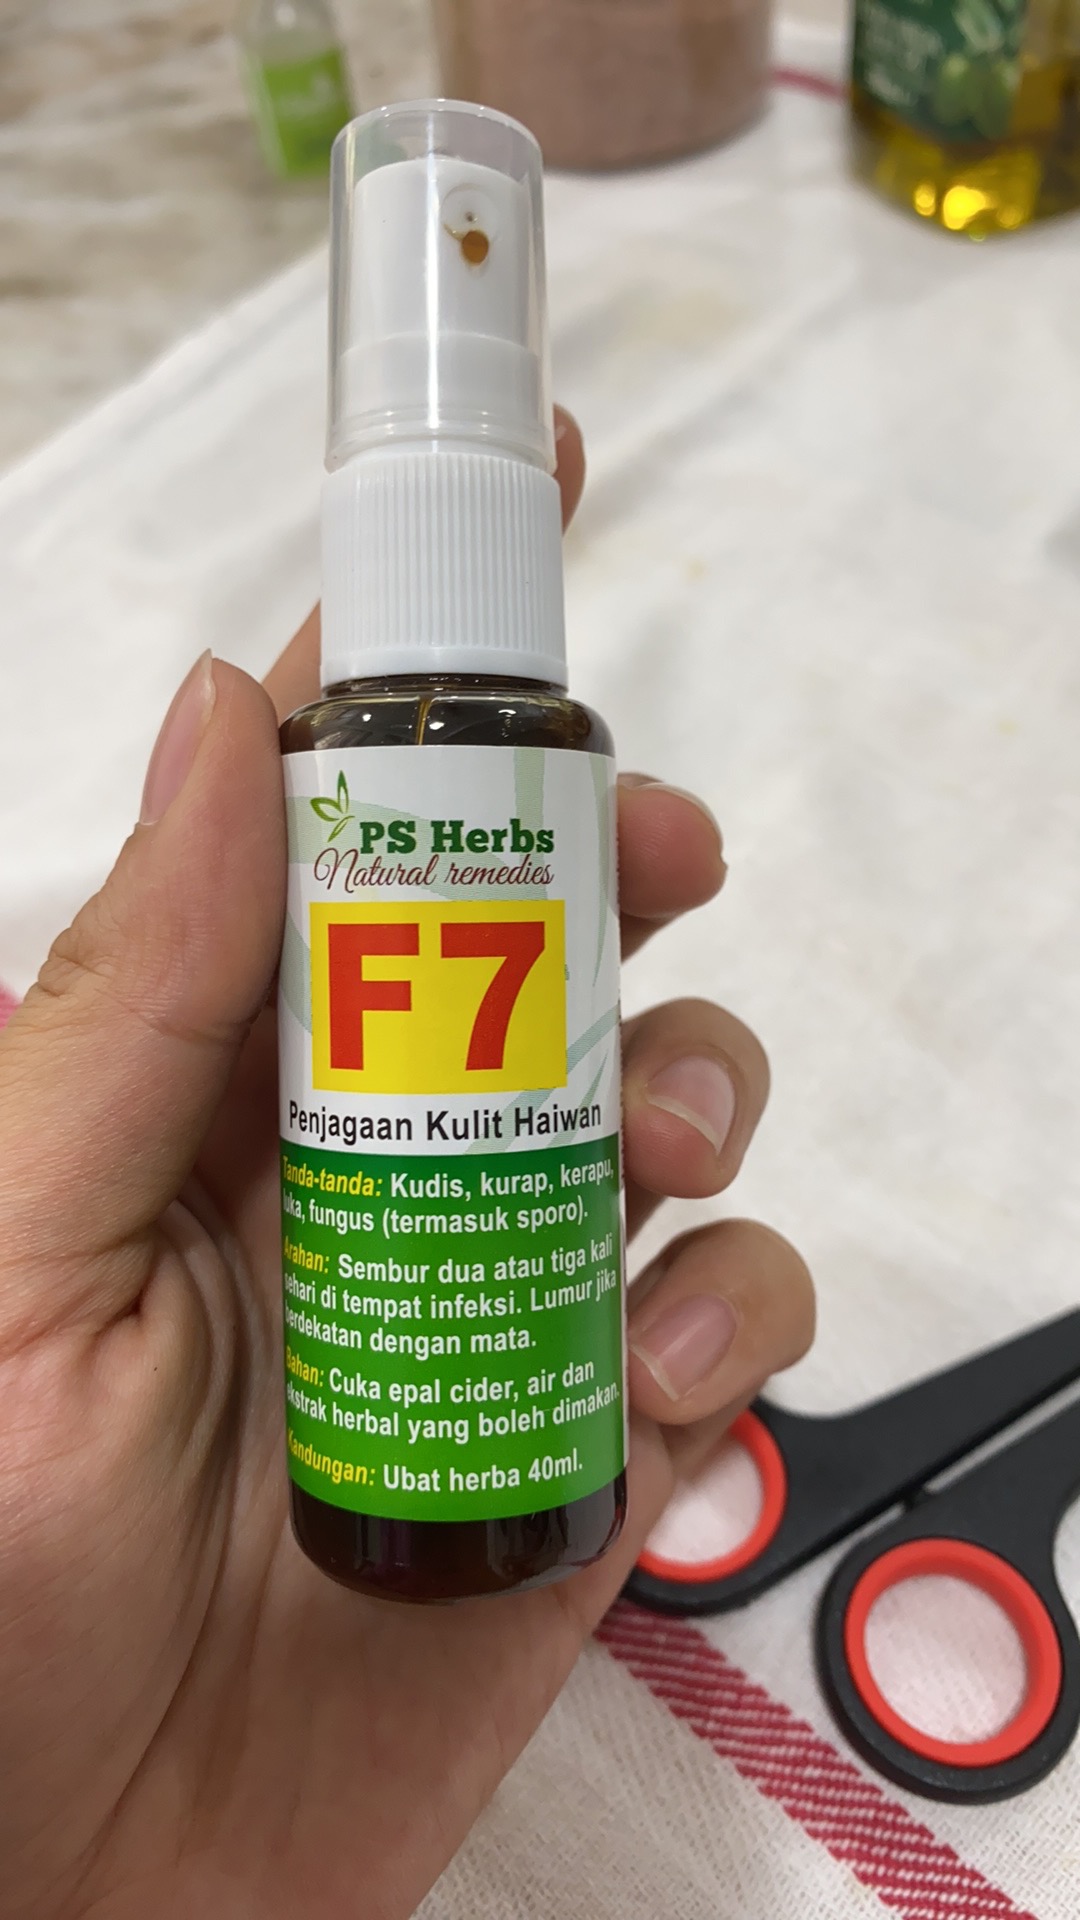 PS Herbs
Natural remedies
F7
Penjagaan Kulit Haiwan
Tanda-tanda: Kudis, kurap, kerapu,
luka, fungus (termasuk sporo).
Arahan: Sembur dua atau tiga kali
sehari di tempat infeksi. Lumur jika
berdekatan dengan mata.
Bahan: Cuka epal cider, air dan
ekstrak herbal yang boleh dimakan.
Kandungan: Ubat herba 40ml.